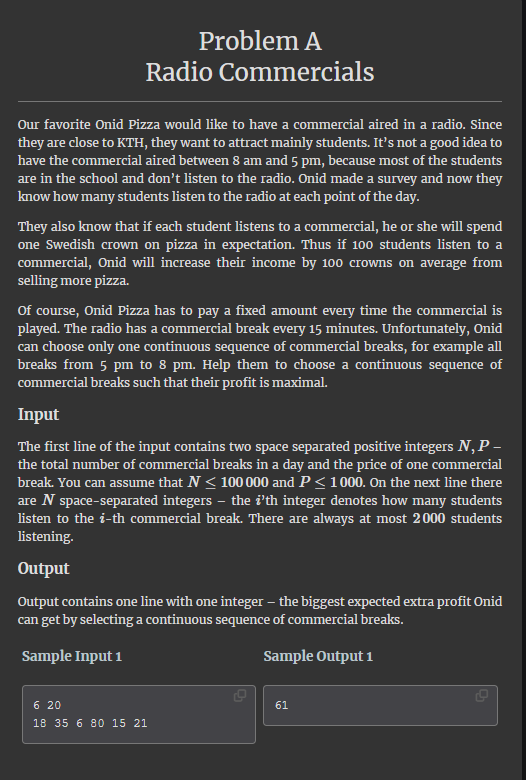 Problem A
Radio Commercials
Our favorite Onid Pizza would like to have a commercial aired in a radio. Since
they are close to KTH, they want to attract mainly students. It's not a good idea to
have the commercial aired between 8 am and 5 pm, because most of the students
are in the school and don't listen to the radio. Onid made a survey and now they
know how many students listen to the radio at each point of the day.
They also know that if each student listens to a commercial, he or she will spend
one Swedish crown on pizza in expectation. Thus if 100 students listen to a
commercial, Onid will increase their income by 100 crowns on average from
selling more pizza.
Of course, Onid Pizza has to pay a fixed amount every time the commercial is
played. The radio has a commercial break every 15 minutes. Unfortunately, Onid
can choose only one continuous sequence of commercial breaks, for example all
breaks from 5 pm to 8 pm. Help them to choose a continuous sequence of
commercial breaks such that their profit is maximal.
Input
The first line of the input contains two space separated positive integers N, P –
the total number of commercial breaks in a day and the price of one commercial
break. You can assume that N ≤ 100 000 and P ≤ 1 000. On the next line there
are N space-separated integers – the i'th integer denotes how many students
listen to the i-th commercial break. There are always at most 2 000 students
listening.
Output
Output contains one line with one integer – the biggest expected extra profit Onid
can get by selecting a continuous sequence of commercial breaks.
Sample Input 1 Sample Output 1
6 20 61
18 35 6 80 15 21